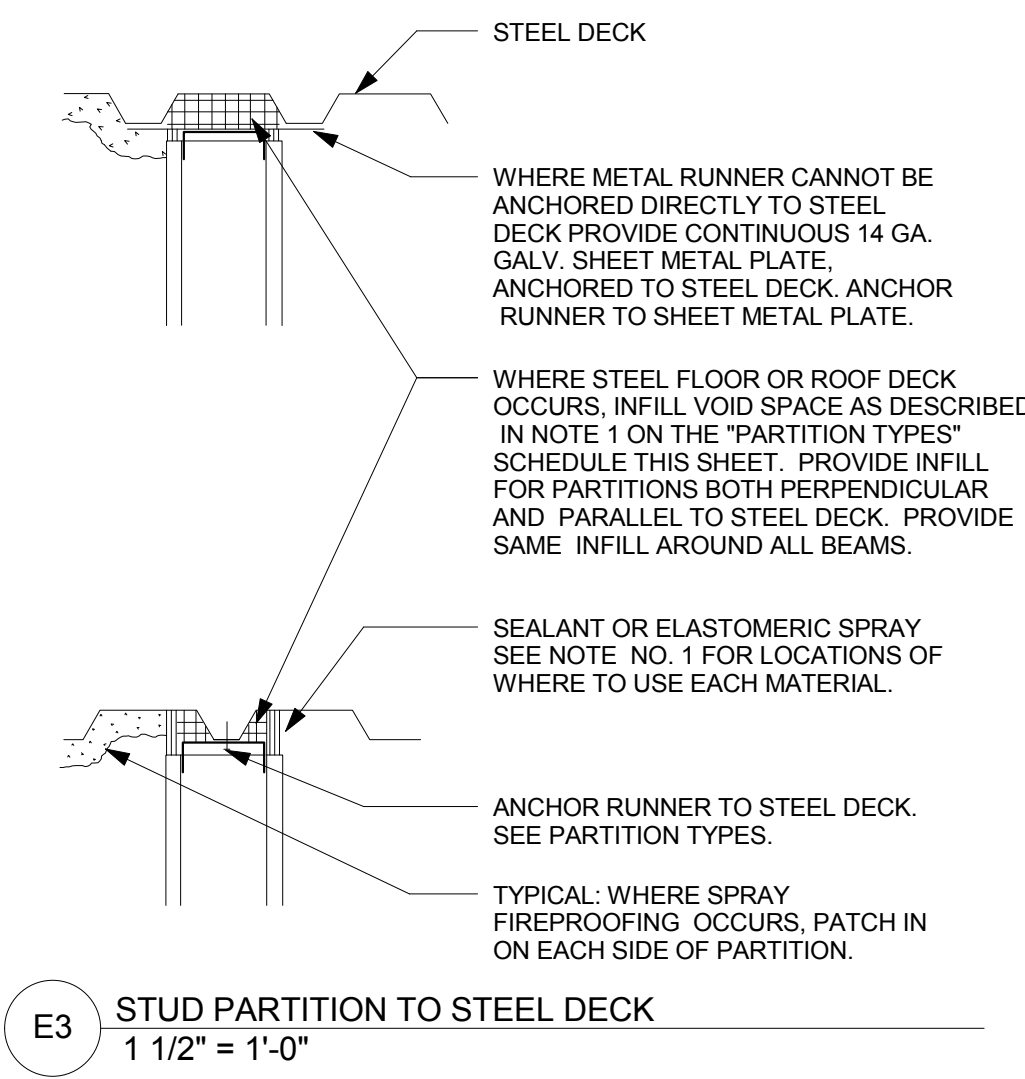 STEEL DECK
WHERE METAL RUNNER CANNOT BE
ANCHORED DIRECTLY TO STEEL
DECK PROVIDE CONTINUOUS 14 GA.
GALV. SHEET METAL PLATE,
ANCHORED TO STEEL DECK. ANCHOR
RUNNER TO SHEET METAL PLATE.
WHERE STEEL FLOOR OR ROOF DECK
OCCURS, INFILL VOID SPACE AS DESCRIBED
IN NOTE 1 ON THE "PARTITION TYPES"
SCHEDULE THIS SHEET. PROVIDE INFILL
FOR PARTITIONS BOTH PERPENDICULAR
AND PARALLEL TO STEEL DECK. PROVIDE
SAME INFILL AROUND ALL BEAMS.
SEALANT OR ELASTOMERIC SPRAY
SEE NOTE NO. 1 FOR LOCATIONS OF
WHERE TO USE EACH MATERIAL.
ANCHOR RUNNER TO STEEL DECK.
SEE PARTITION TYPES.
TYPICAL: WHERE SPRAY
FIREPROOFING OCCURS, PATCH IN
ON EACH SIDE OF PARTITION.
E3
STUD PARTITION TO STEEL DECK
1 1/2" = 1'-0"